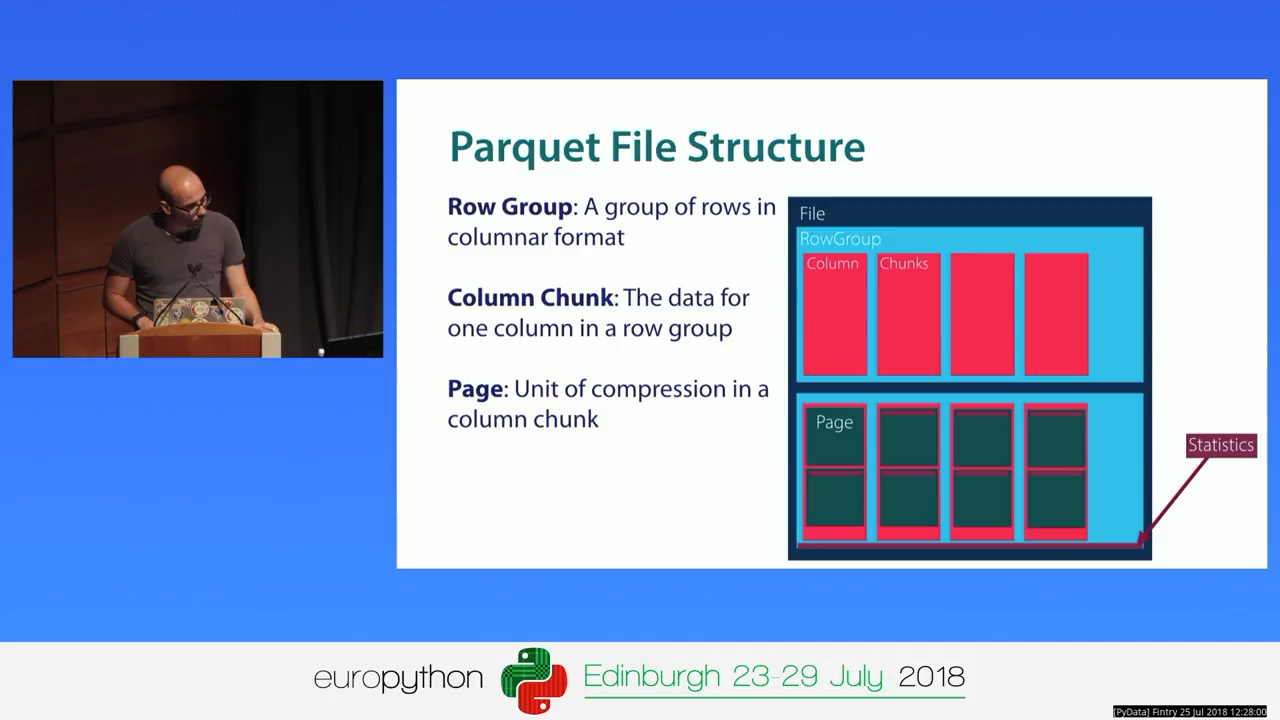 Parquet File Structure
Row Group: A group of rows in
columnar format
Column Chunk: The data for
one column in a row group
Page: Unit of compression in a
column chunk
File
RowGroup
Column
Chunks
Page
Statistics
europython
Edinburgh 23-29 July 2018
[PyData] Fintry 25 Jul 2018 12:28:00